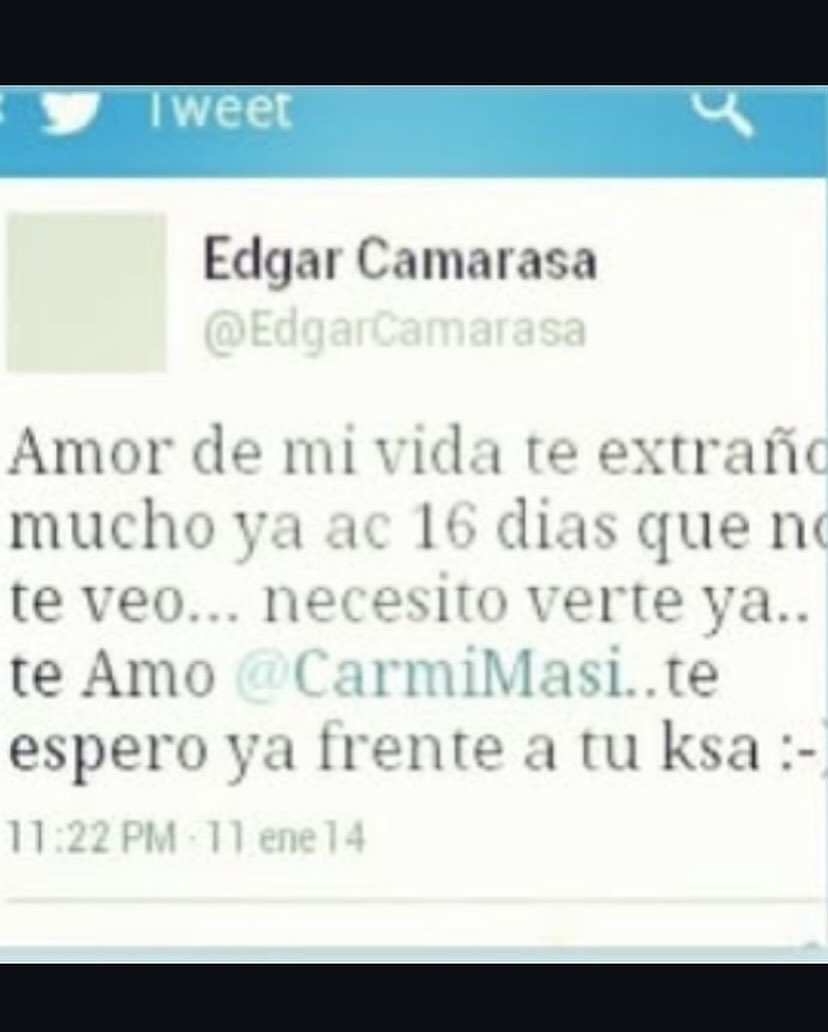 Tweet
Edgar Camarasa
@EdgarCamarasa
Amor de mi vida te extraño
mucho ya ac 16 dias que no
te veo... necesito verte ya..
te Amo @CarmiMasi..te
espero ya frente a tu ksa :-)
11:22 PM · 11 ene 14